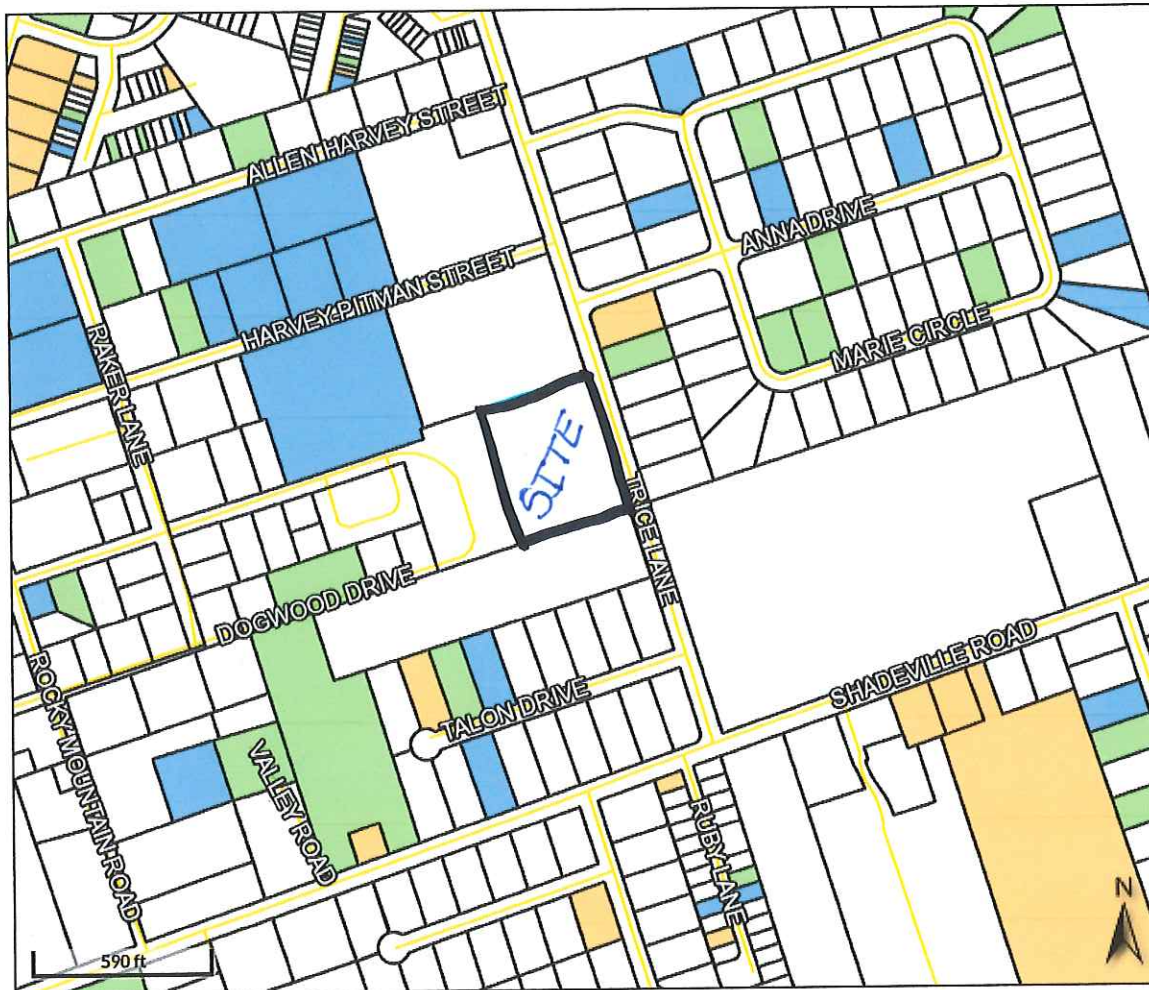 ALLEN HARVEY STREET
ANNA DRIVE
HARVEY PITMAN STREET
MARIE CIRCLE
RAKER LANE
SITE
TRICE LANE
DOGWOOD DRIVE
SHADEVILLE ROAD
ROCKY MOUNTAIN ROAD
TALON DRIVE
VALLEY ROAD
RUBY LANE
N
590 ft